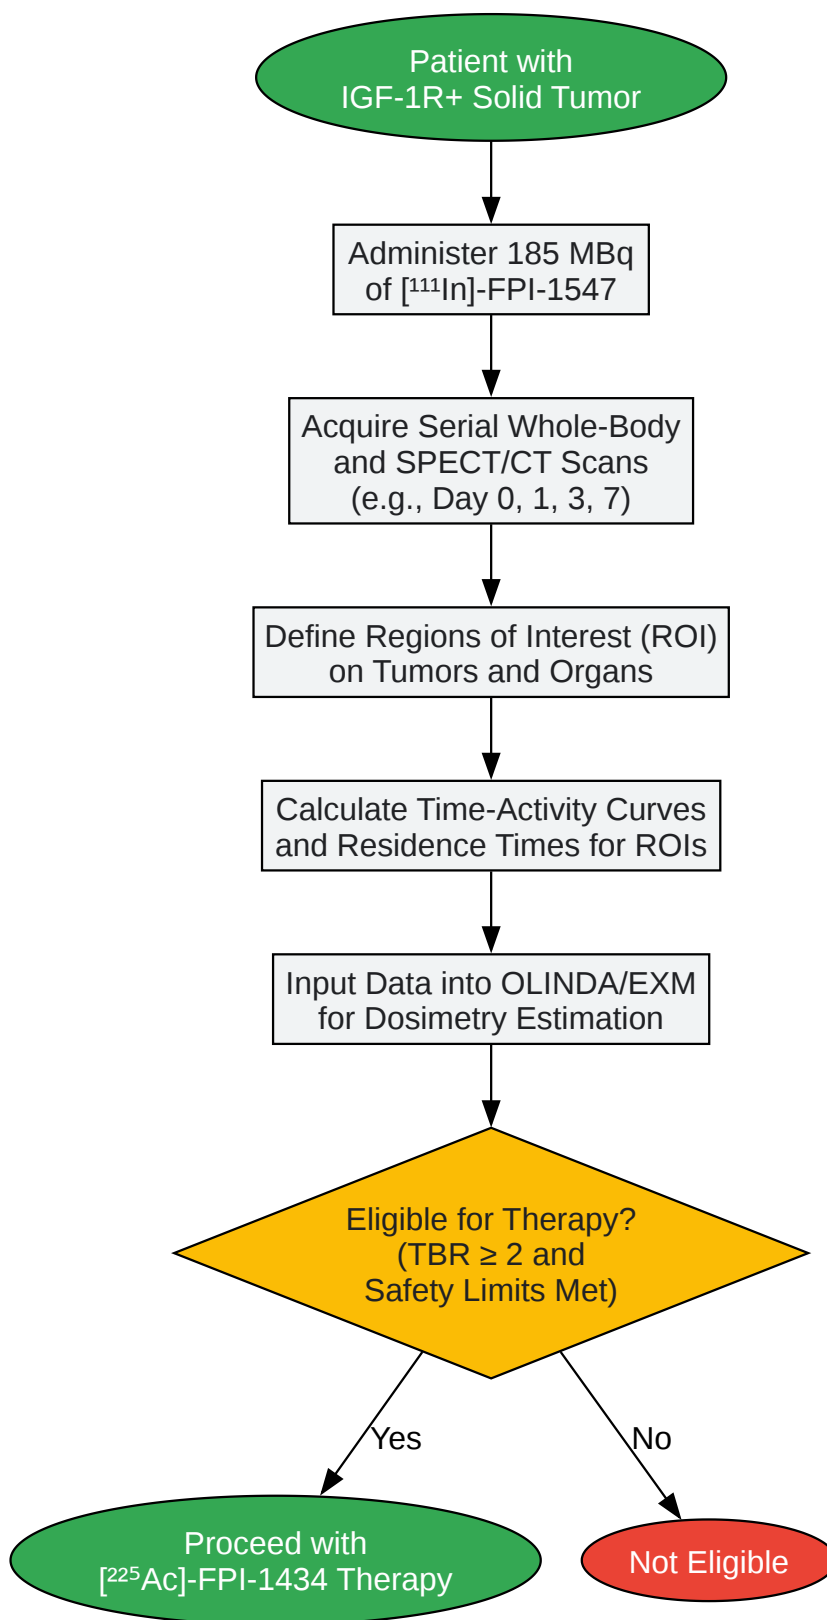 Patient with
IGF-1R+ Solid Tumor
Administer 185 MBq
of [¹¹¹In]-FPI-1547
Acquire Serial Whole-Body
and SPECT/CT Scans
(e.g., Day 0, 1, 3, 7)
Define Regions of Interest (ROI)
on Tumors and Organs
Calculate Time-Activity Curves
and Residence Times for ROIs
Input Data into OLINDA/EXM
for Dosimetry Estimation
Eligible for Therapy?
(TBR ≥ 2 and
Safety Limits Met)
Yes
No
Proceed with
[²²⁵Ac]-FPI-1434 Therapy
Not Eligible